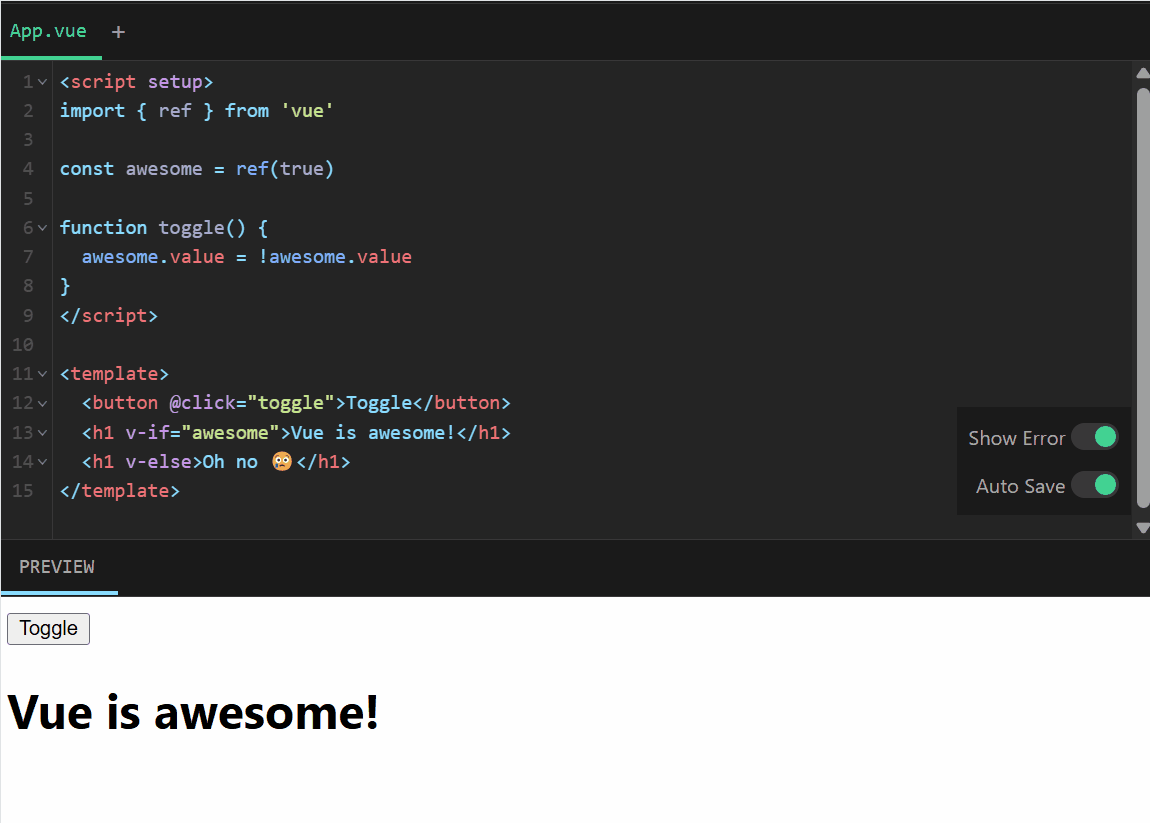 App.vue +
1 <script setup>
2 import { ref } from 'vue'
3
4 const awesome = ref(true)
5
6 function toggle() {
7   awesome.value = !awesome.value
8 }
9 </script>
10
11 <template>
12   <button @click="toggle">Toggle</button>
13   <h1 v-if="awesome">Vue is awesome!</h1>
14   <h1 v-else>Oh no 😢</h1>
15 </template>
Show Error
Auto Save
PREVIEW
Toggle
Vue is awesome!